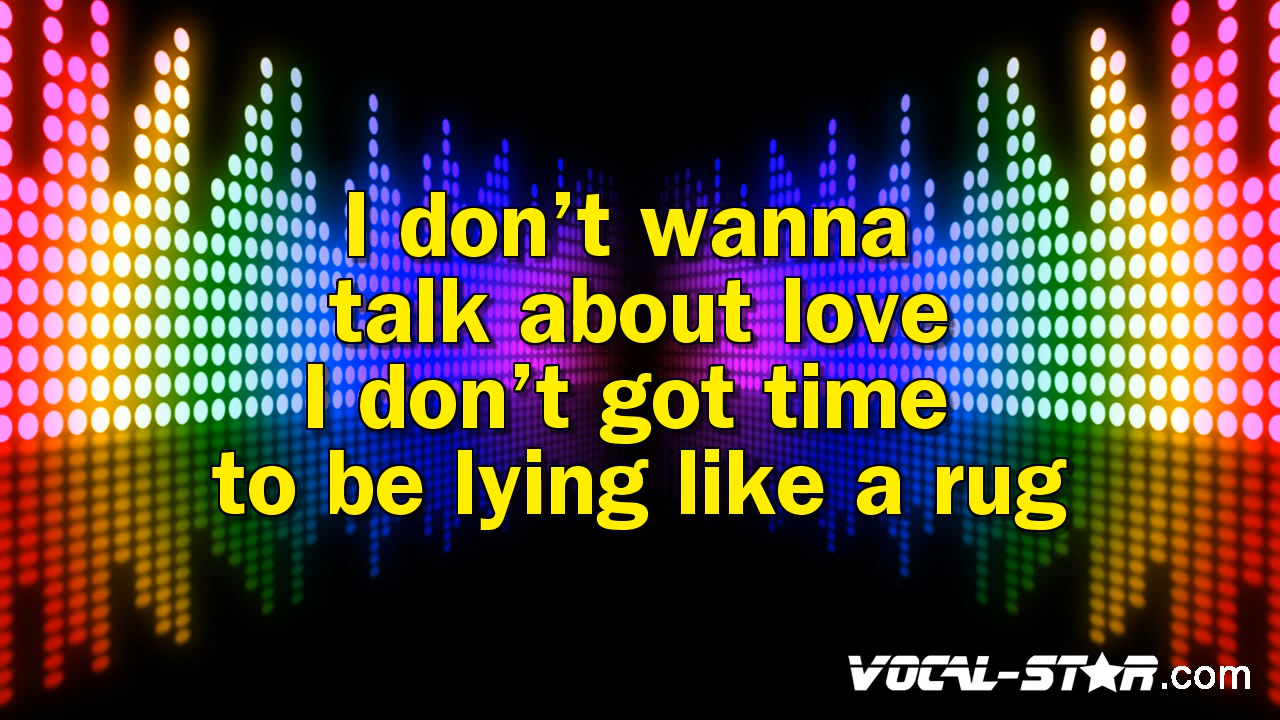 I don’t wanna
talk about love
I don’t got time
to be lying like a rug
VOCAL-STAR.com